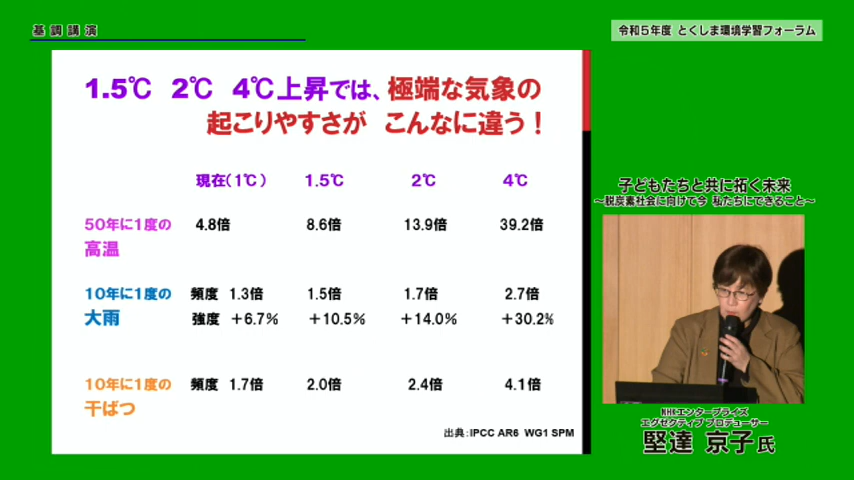 基調講演
令和5年度 とくしま環境学習フォーラム
1.5℃ 2℃ 4℃上昇では、極端な気象の
起こりやすさが こんなに違う！
現在(1℃) 1.5℃ 2℃ 4℃
50年に1度の 4.8倍 8.6倍 13.9倍 39.2倍
高温
10年に1度の 頻度 1.3倍 1.5倍 1.7倍 2.7倍
大雨 強度 +6.7% +10.5% +14.0% +30.2%
10年に1度の 頻度 1.7倍 2.0倍 2.4倍 4.1倍
干ばつ
出典：IPCC AR6 WG1 SPM
子どもたちと共に拓く未来
～脱炭素社会に向けて今 私たちにできること～
NHKエンタープライズ
エグゼクティブ プロデューサー
堅達 京子氏